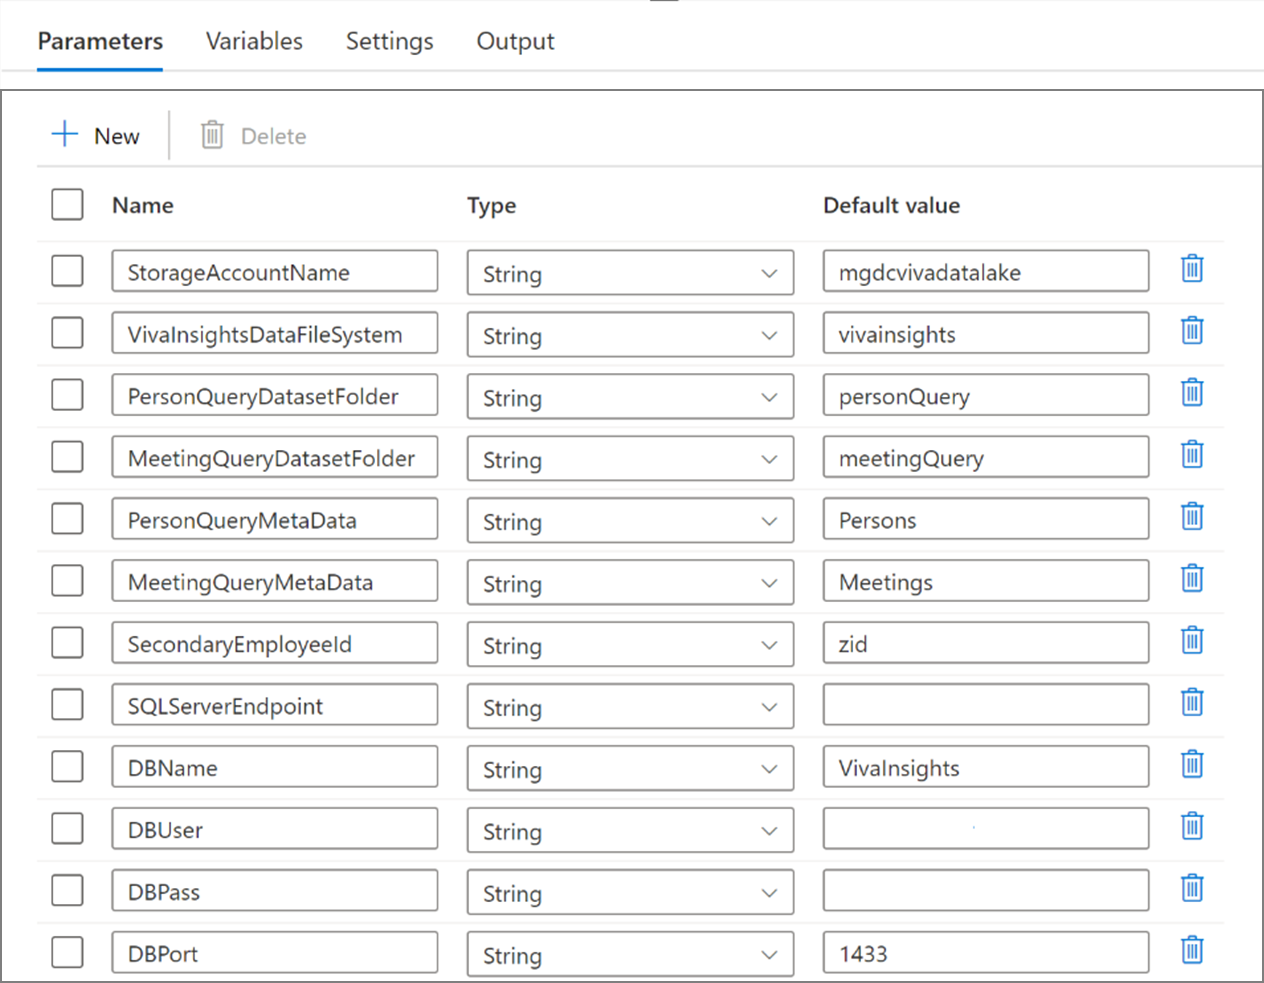 Parameters Variables Settings Output
New Delete
Name Type Default value
StorageAccountName String mgdcvivadatalake
VivaInsightsDataFileSystem String vivainsights
PersonQueryDatasetFolder String personQuery
MeetingQueryDatasetFolder String meetingQuery
PersonQueryMetaData String Persons
MeetingQueryMetaData String Meetings
SecondaryEmployeeId String zid
SQLServerEndpoint String
DBName String VivaInsights
DBUser String
DBPass String
DBPort String 1433